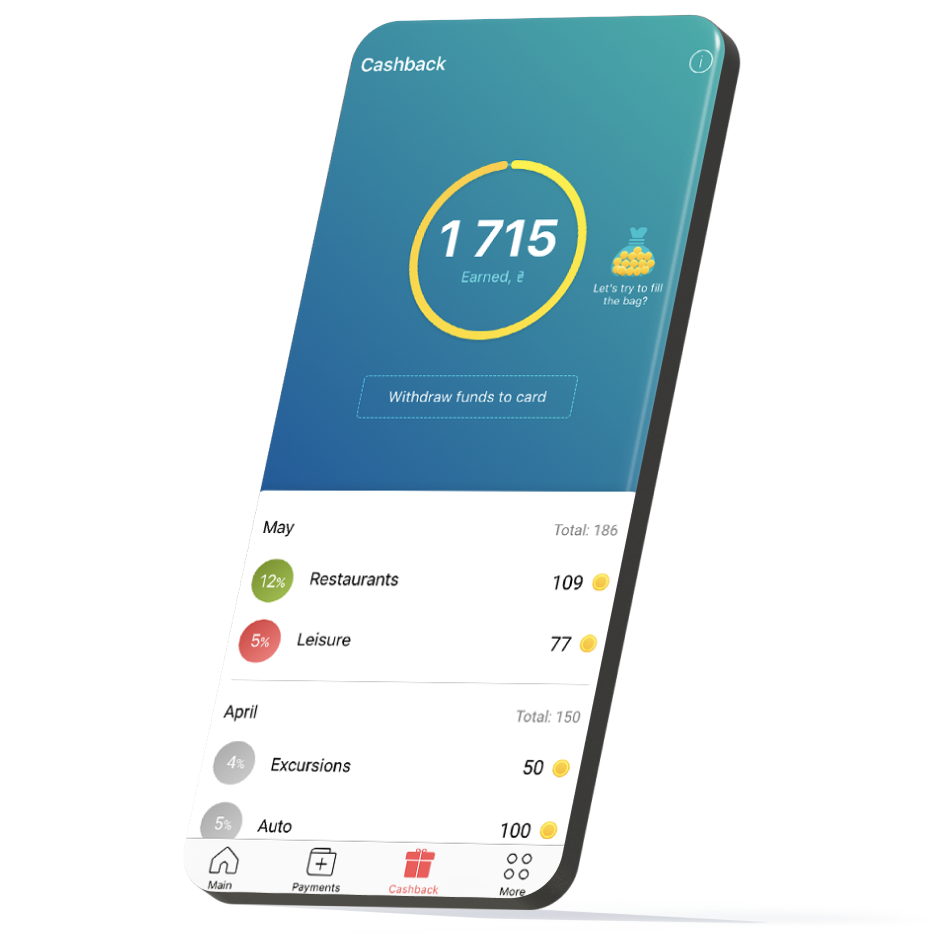 Cashback
i
1 715
Earned, ₴
Let's try to fill
the bag?
Withdraw funds to card
May
Total: 186
12%
Restaurants
109
5%
Leisure
77
April
Total: 150
4%
Excursions
50
5%
Auto
100
Main
Payments
Cashback
More